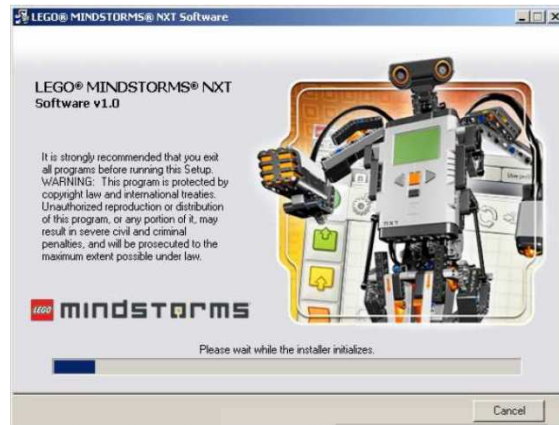 LEGO® MINDSTORMS® NXT Software
LEGO® MINDSTORMS® NXT
Software v1.0
It is strongly recommended that you exit
all programs before running this Setup.
WARNING: This program is protected by
copyright law and international treaties.
Unauthorized reproduction or distribution
of this program, or any portion of it, may
result in severe civil and criminal
penalties, and will be prosecuted to the
maximum extent possible under law.
NXT
LEGO mindstorms
Please wait while the installer initializes.
Cancel